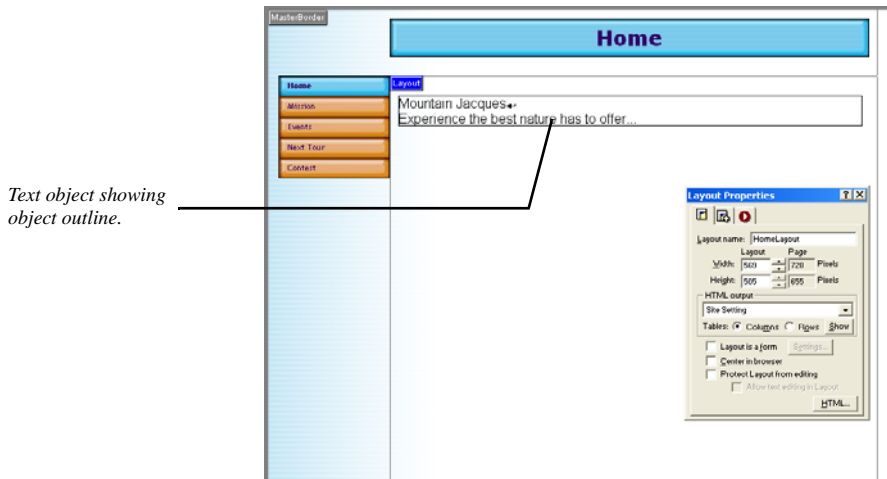 MasterBorder
Home
Home
Mission
Events
Next Tour
Contest
Layout
Mountain Jacques
Experience the best nature has to offer...
Text object showing
object outline.
Layout Properties
Layout name: HomeLayout
Layout Page
Width: 560 720 Pixels
Height: 505 655 Pixels
HTML output
Site Setting
Tables: Columns Rows Show
Layout is a form Settings...
Center in browser
Protect Layout from editing
Allow text editing in Layout
HTML...